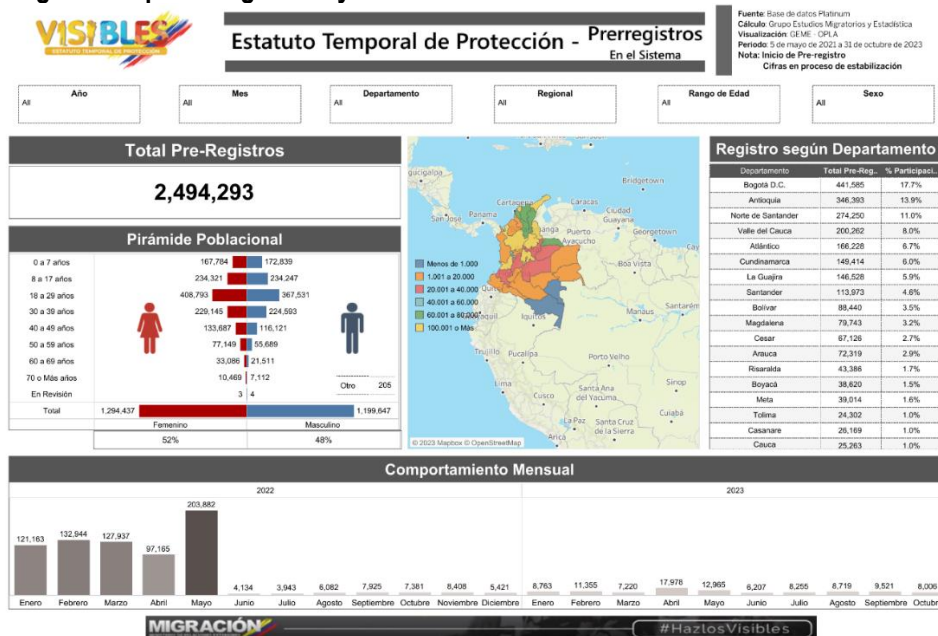 VISIBLES
ESTATUTO TEMPORAL DE PROTECCIÓN
Estatuto Temporal de Protección - Prerregistros
En el Sistema
Fuente: Base de datos Platinum
Cálculo: Grupo Estudios Migratorios y Estadística
Visualización: GEME - OPLA
Periodo: 5 de mayo de 2021 a 31 de octubre de 2023
Nota: Inicio de Pre-registro
Cifras en proceso de estabilización
Año
All
Mes
All
Departamento
All
Regional
All
Rango de Edad
All
Sexo
All
Total Pre-Registros
2,494,293
Pirámide Poblacional
0 a 7 años 167,784 172,839
8 a 17 años 234,321 234,247
18 a 29 años 408,793 367,531
30 a 39 años 229,145 224,593
40 a 49 años 133,687 116,121
50 a 59 años 77,149 55,689
60 a 69 años 33,086 21,511
70 o Más años 10,469 7,112
En Revisión 3 4
Otro 205
Total 1,294,437 1,199,647
Femenino Masculino
52% 48%
Bridgetown
Cartagena
Caracas
San José
Panama
Ciudad
Guayana
Puerto
Ayacucho
Georgetown
Boa Vista
Menos de 1.000
1.001 a 20.000
20.001 a 40.000
40.001 a 60.000
60.001 a 80.000
100.001 o Más
Iquitos
Manaus
Santarém
Trujillo
Pucallpa
Porto Velho
Lima
Cusco
Santa Ana
del Yacuma
Sinop
La Paz
Santa Cruz
de la Sierra
Cuiabá
Arica
© 2023 Mapbox © OpenStreetMap
Registro según Departamento
Departamento Total Pre-Reg.. % Participaci..
Bogotá D.C. 441,585 17.7%
Antioquia 346,393 13.9%
Norte de Santander 274,250 11.0%
Valle del Cauca 200,262 8.0%
Atlántico 166,228 6.7%
Cundinamarca 149,414 6.0%
La Guajira 146,528 5.9%
Santander 113,973 4.6%
Bolívar 88,440 3.5%
Magdalena 79,743 3.2%
Cesar 67,126 2.7%
Arauca 72,319 2.9%
Risaralda 43,386 1.7%
Boyacá 38,620 1.5%
Meta 39,014 1.6%
Tolima 24,302 1.0%
Casanare 26,169 1.0%
Cauca 25,263 1.0%
Comportamiento Mensual
2022 2023
121,163 132,944 127,937 97,165 203,882 4,134 3,943 6,082 7,925 7,381 8,408 5,421 8,763 11,355 7,220 17,978 12,965 6,207 8,255 8,719 9,521 8,006
Enero Febrero Marzo Abril Mayo Junio Julio Agosto Septiembre Octubre Noviembre Diciembre Enero Febrero Marzo Abril Mayo Junio Julio Agosto Septiembre Octubr
MIGRACIÓN
#HazlosVisibles